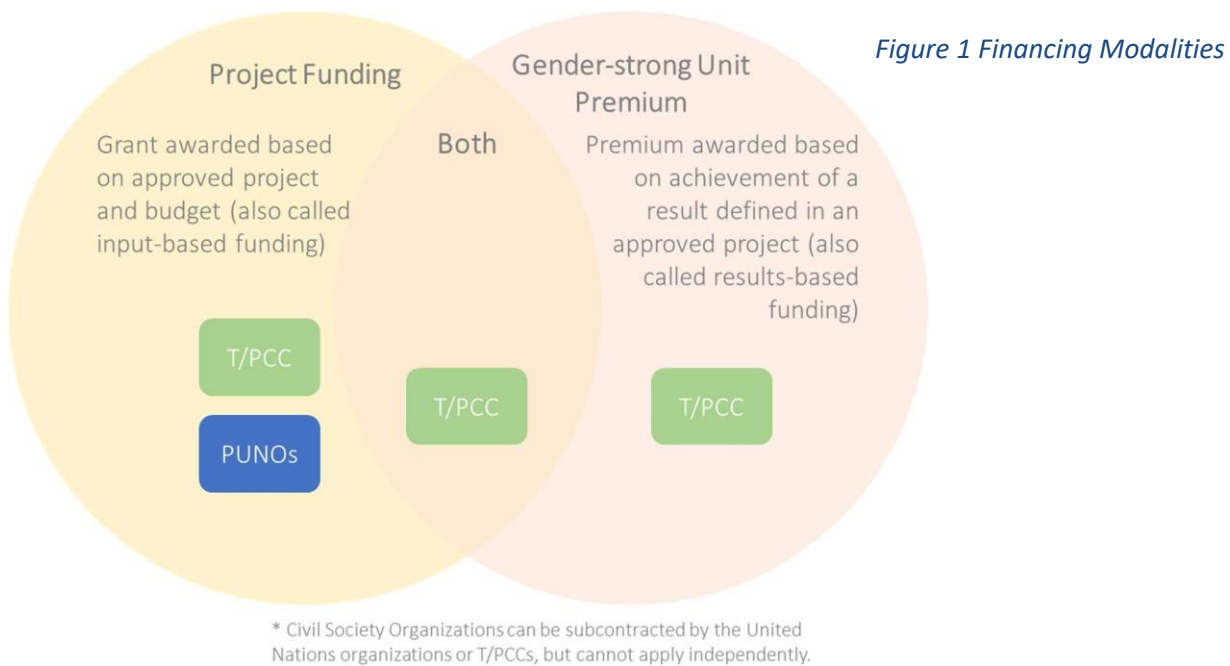 Figure 1 Financing Modalities
Project Funding
Grant awarded based
on approved project
and budget (also called
input-based funding)
T/PCC
PUNOs
Both
T/PCC
Gender-strong Unit
Premium
Premium awarded based
on achievement of a
result defined in an
approved project (also
called results-based
funding)
T/PCC
* Civil Society Organizations can be subcontracted by the United
Nations organizations or T/PCCs, but cannot apply independently.